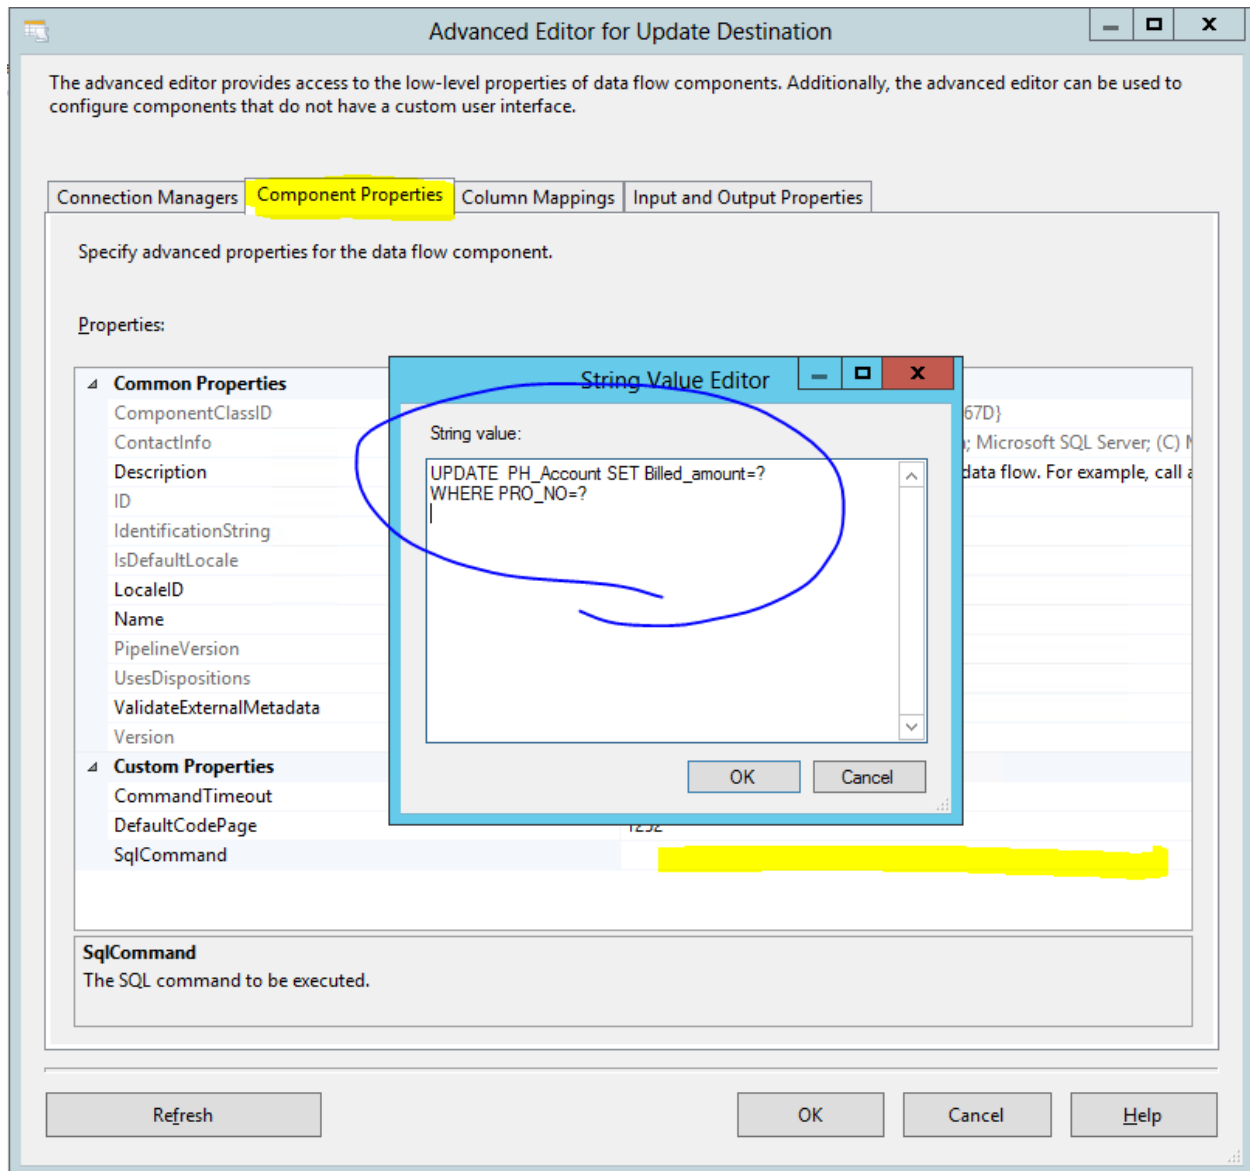 Advanced Editor for Update Destination
The advanced editor provides access to the low-level properties of data flow components. Additionally, the advanced editor can be used to
configure components that do not have a custom user interface.
Connection Managers
Component Properties
Column Mappings
Input and Output Properties
Specify advanced properties for the data flow component.
Properties:
Common Properties
ComponentClassID
67D}
ContactInfo
; Microsoft SQL Server; (C)
Description
data flow. For example, call
ID
IdentificationString
IsDefaultLocale
LocaleID
Name
PipelineVersion
UsesDispositions
ValidateExternalMetadata
Version
Custom Properties
CommandTimeout
DefaultCodePage
1252
SqlCommand
String Value Editor
String value:
UPDATE PH_Account SET Billed_amount=?
WHERE PRO_NO=?
OK
Cancel
SqlCommand
The SQL command to be executed.
Refresh
OK
Cancel
Help